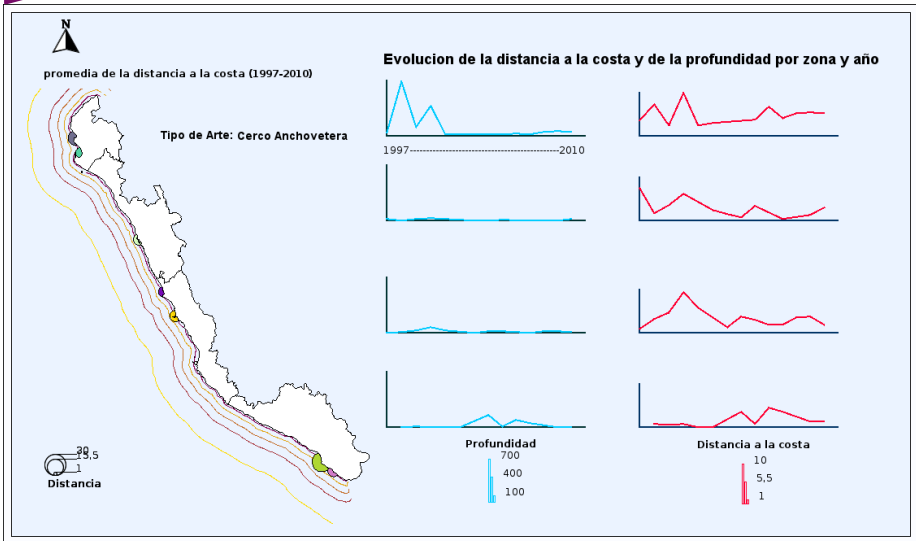 N
Evolucion de la distancia a la costa y de la profundidad por zona y año
promedia de la distancia a la costa (1997-2010)
Tipo de Arte: Cerco Anchovetera
1997----------------------------------------2010
Profundidad
700
400
100
Distancia a la costa
10
5,5
1
30
15,5
1
Distancia